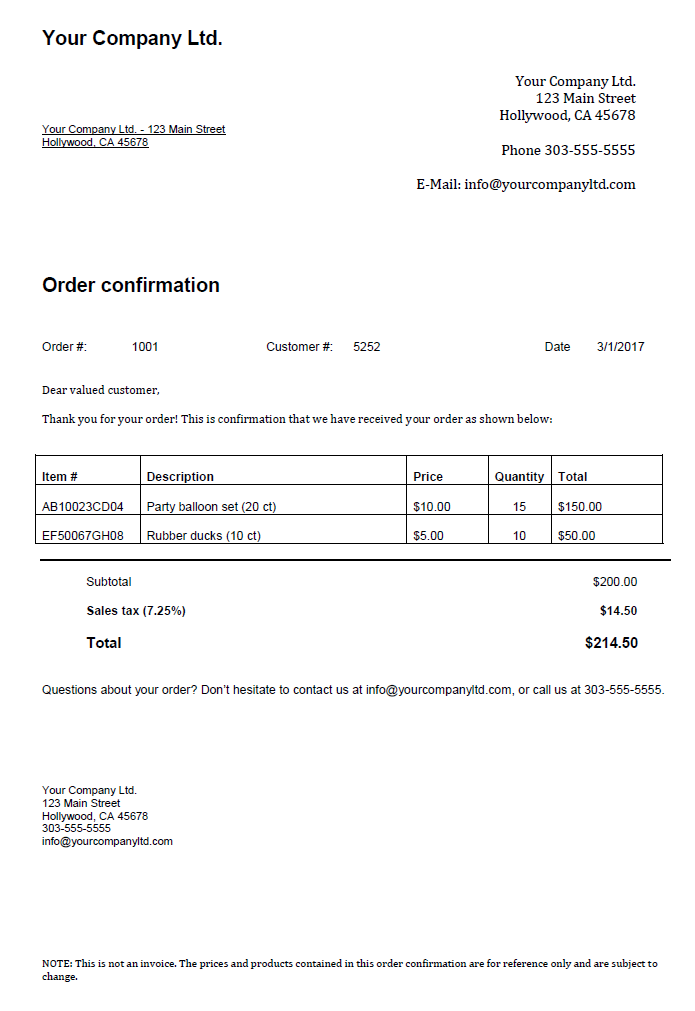 Your Company Ltd.
Your Company Ltd.
123 Main Street
Hollywood, CA 45678
Your Company Ltd. - 123 Main Street
Hollywood, CA 45678
Phone 303-555-5555
E-Mail: info@yourcompanyltd.com
Order confirmation
Order #: 1001 Customer #: 5252 Date 3/1/2017
Dear valued customer,
Thank you for your order! This is confirmation that we have received your order as shown below:
Item # Description Price Quantity Total
AB10023CD04 Party balloon set (20 ct) $10.00 15 $150.00
EF50067GH08 Rubber ducks (10 ct) $5.00 10 $50.00
Subtotal $200.00
Sales tax (7.25%) $14.50
Total $214.50
Questions about your order? Don't hesitate to contact us at info@yourcompanyltd.com, or call us at 303-555-5555.
Your Company Ltd.
123 Main Street
Hollywood, CA 45678
303-555-5555
info@yourcompanyltd.com
NOTE: This is not an invoice. The prices and products contained in this order confirmation are for reference only and are subject to
change.